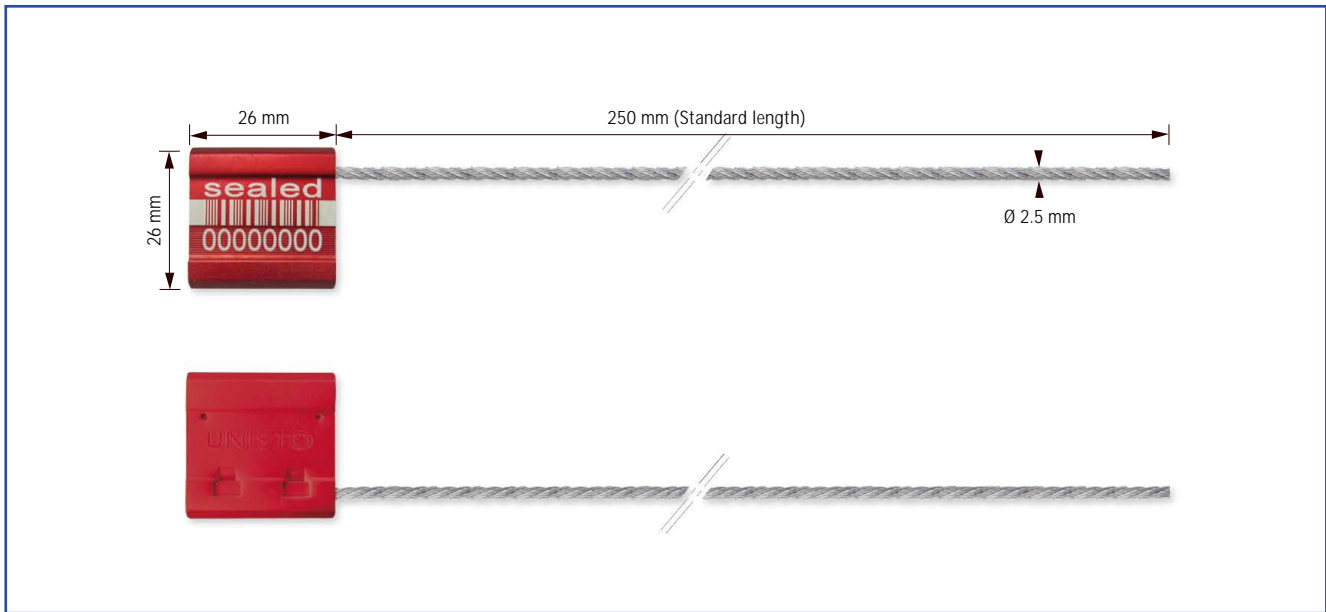 26 mm
250 mm (Standard length)
26 mm
sealed
00000000
Ø 2.5 mm
UNISTO